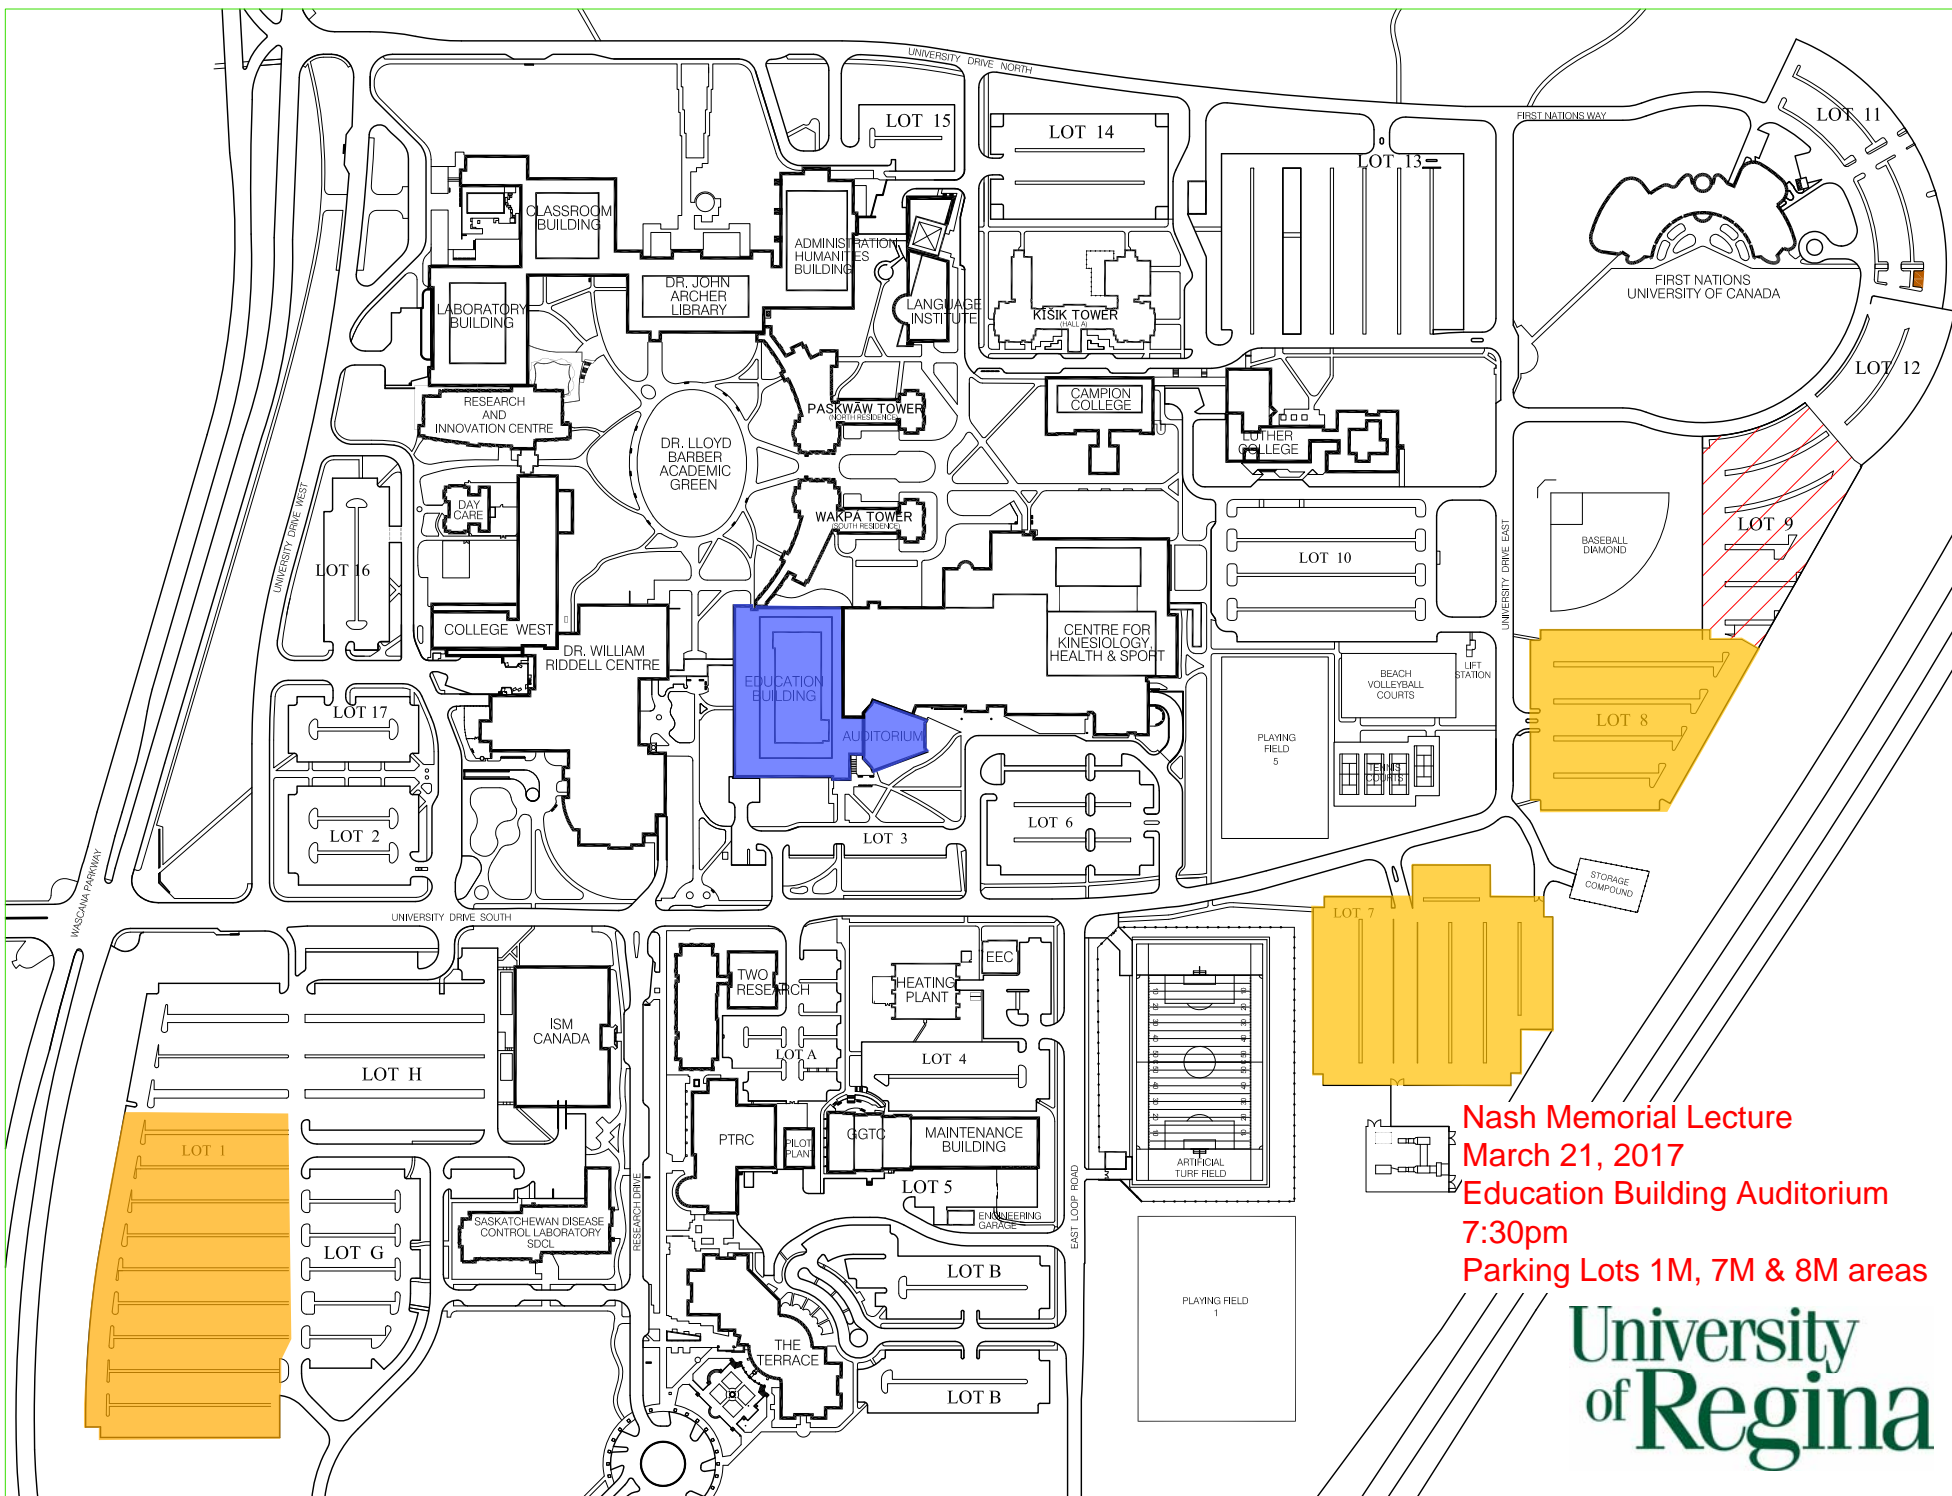 UNIVERSITY DRIVE NORTH
FIRST NATIONS WAY
LOT 11
LOT 15
LOT 14
LOT 13
CLASSROOM
BUILDING
ADMINISTRATION
HUMANITIES
BUILDING
DR. JOHN
ARCHER
LIBRARY
LABORATORY
BUILDING
LANGUAGE
INSTITUTE
KĪŠIK TOWER
(HALL A)
FIRST NATIONS
UNIVERSITY OF CANADA
LOT 12
RESEARCH
AND
INNOVATION CENTRE
PASKWĀW TOWER
(NORTH RESIDENCE)
CAMPION
COLLEGE
LUTHER
COLLEGE
DR. LLOYD
BARBER
ACADEMIC
GREEN
DAY
CARE
WAKPÁ TOWER
(SOUTH RESIDENCE)
UNIVERSITY DRIVE WEST
LOT 16
LOT 10
UNIVERSITY DRIVE EAST
BASEBALL
DIAMOND
LOT 9
COLLEGE WEST
DR. WILLIAM
RIDDELL CENTRE
EDUCATION
BUILDING
AUDITORIUM
CENTRE FOR
KINESIOLOGY,
HEALTH & SPORT
BEACH
VOLLEYBALL
COURTS
LIFT
STATION
LOT 8
LOT 17
PLAYING
FIELD
5
TENNIS
COURTS
LOT 2
LOT 3
LOT 6
STORAGE
COMPOUND
WASCANA PARKWAY
UNIVERSITY DRIVE SOUTH
LOT 7
TWO
RESEARCH
HEATING
PLANT
EEC
ISM
CANADA
LOT A
LOT 4
LOT H
LOT 1
PTRC
PILOT
PLANT
GGTC
MAINTENANCE
BUILDING
ARTIFICIAL
TURF FIELD
LOT 5
ENGINEERING
GARAGE
EAST LOOP ROAD
RESEARCH DRIVE
SASKATCHEWAN DISEASE
CONTROL LABORATORY
SDCL
LOT G
LOT B
THE
TERRACE
LOT B
PLAYING FIELD
1
Nash Memorial Lecture
March 21, 2017
Education Building Auditorium
7:30pm
Parking Lots 1M, 7M & 8M areas
University
of Regina